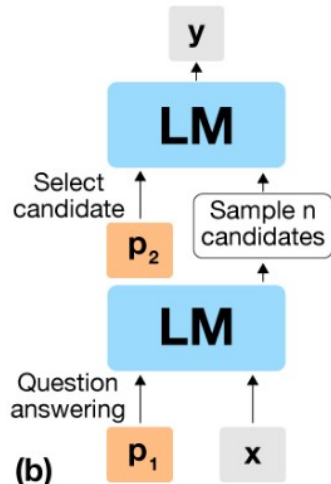 y
LM
Select
candidate
p₂
Sample n
candidates
LM
Question
answering
p₁
x
(b)